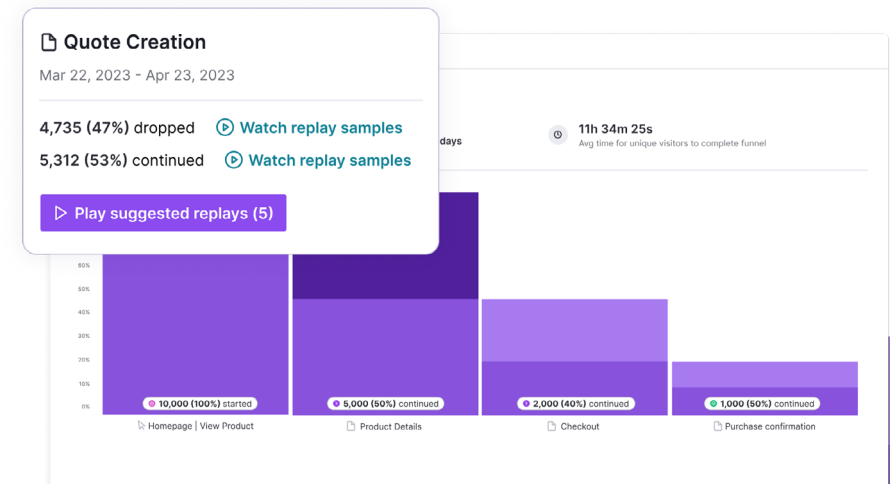 Quote Creation
Mar 22, 2023 - Apr 23, 2023
4,735 (47%) dropped Watch replay samples
5,312 (53%) continued Watch replay samples
Play suggested replays (5)
days
11h 34m 25s
Avg time for unique visitors to complete funnel
60%
50%
40%
30%
20%
10%
0%
10,000 (100%) started
5,000 (50%) continued
2,000 (40%) continued
1,000 (50%) continued
Homepage | View Product
Product Details
Checkout
Purchase confirmation